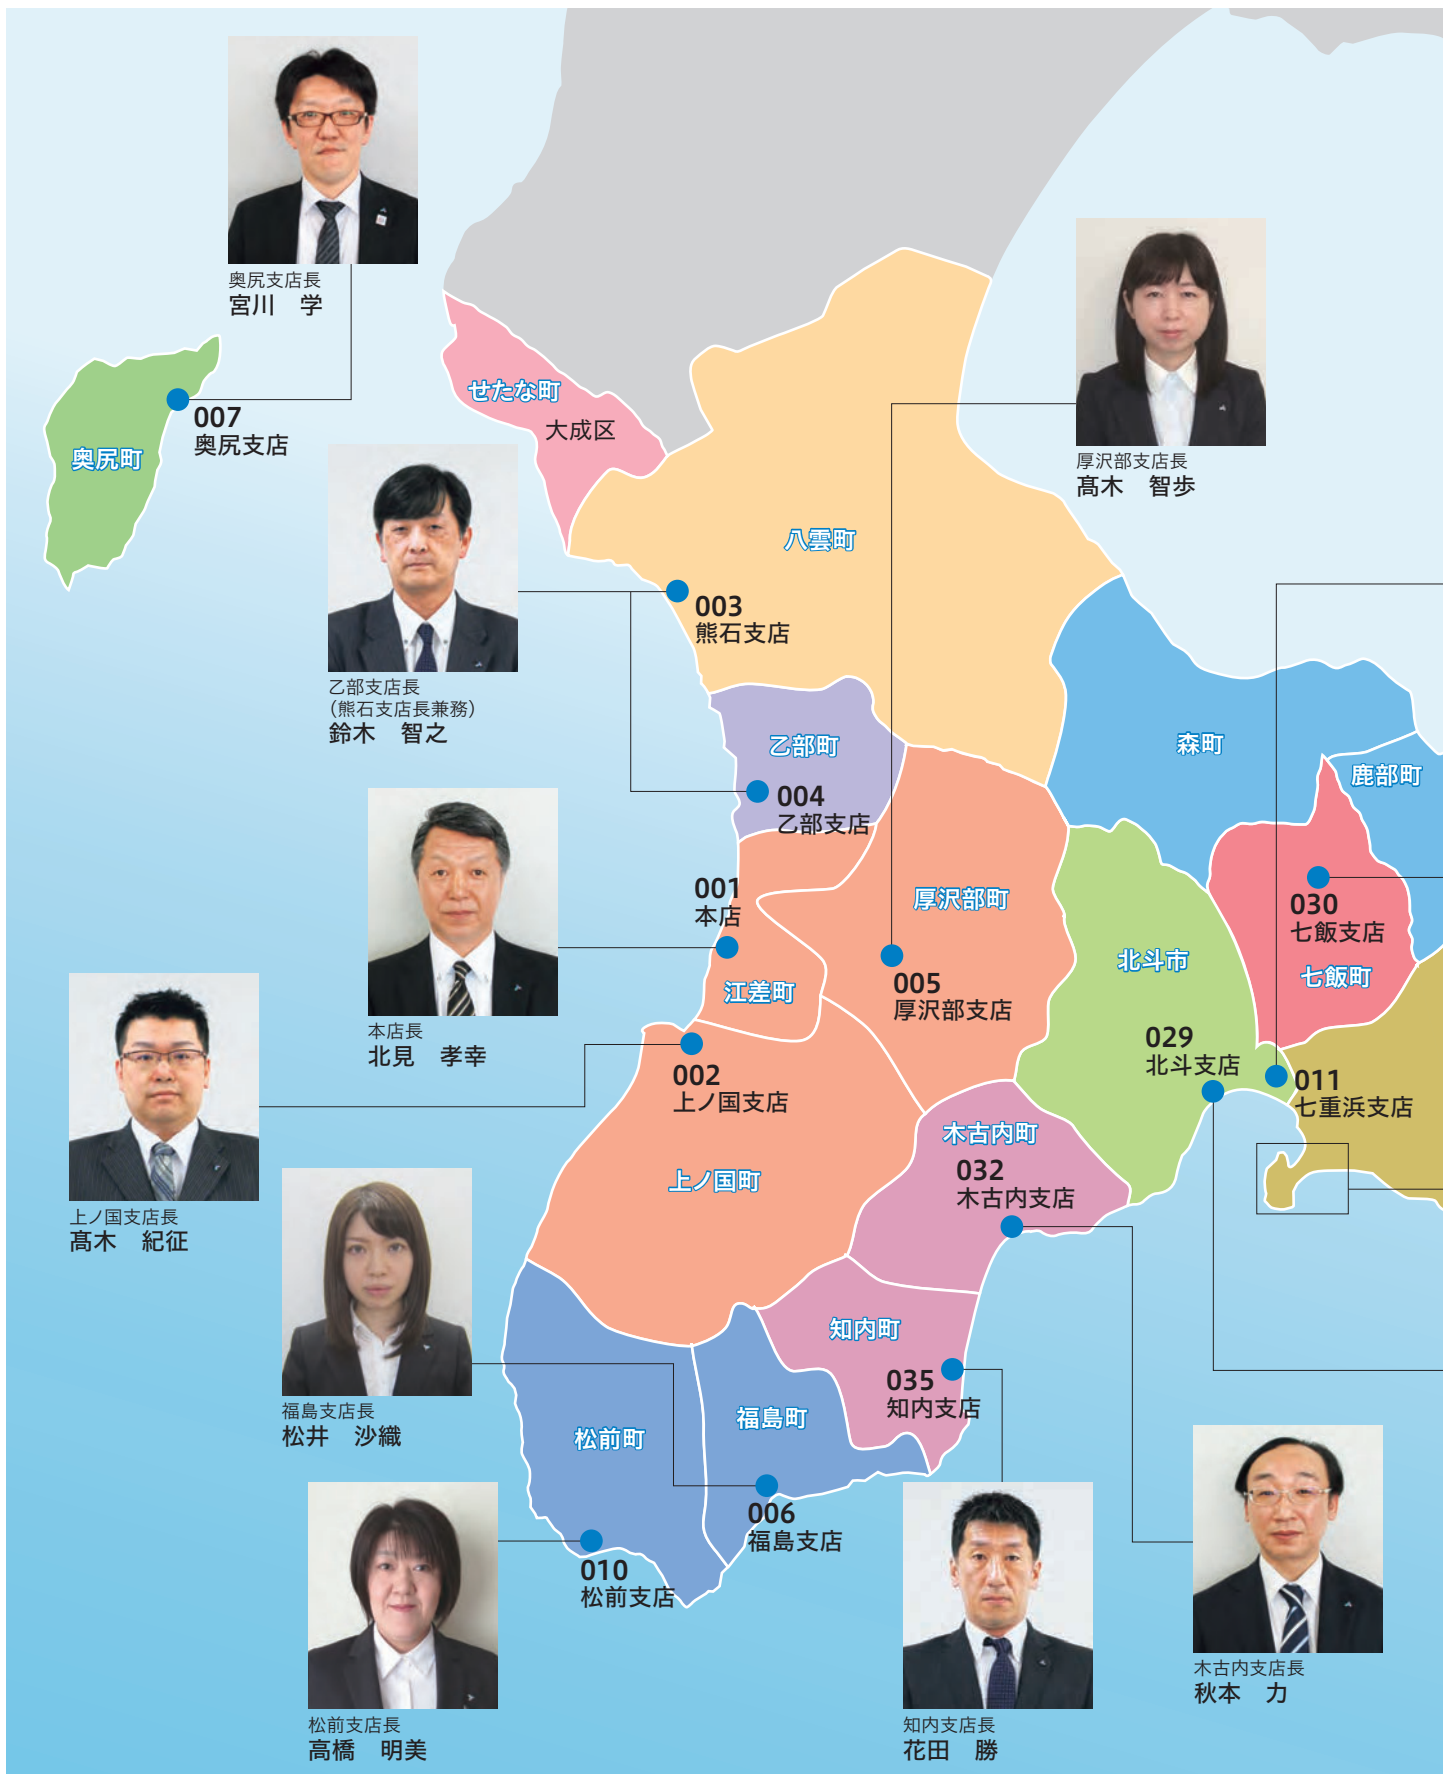 奥尻支店長
宮川　学
007
奥尻支店
奥尻町
せたな町
大成区
厚沢部支店長
髙木　智歩
八雲町
003
熊石支店
乙部支店長
(熊石支店長兼務)
鈴木　智之
乙部町
004
乙部支店
森町
鹿部町
001
本店
厚沢部町
030
七飯支店
七飯町
北斗市
江差町
005
厚沢部支店
本店長
北見　孝幸
029
北斗支店
002
上ノ国支店
011
七重浜支店
木古内町
032
木古内支店
上ノ国町
上ノ国支店長
髙木　紀征
知内町
035
知内支店
福島支店長
松井　沙織
福島町
松前町
006
福島支店
010
松前支店
木古内支店長
秋本　力
松前支店長
高橋　明美
知内支店長
花田　勝